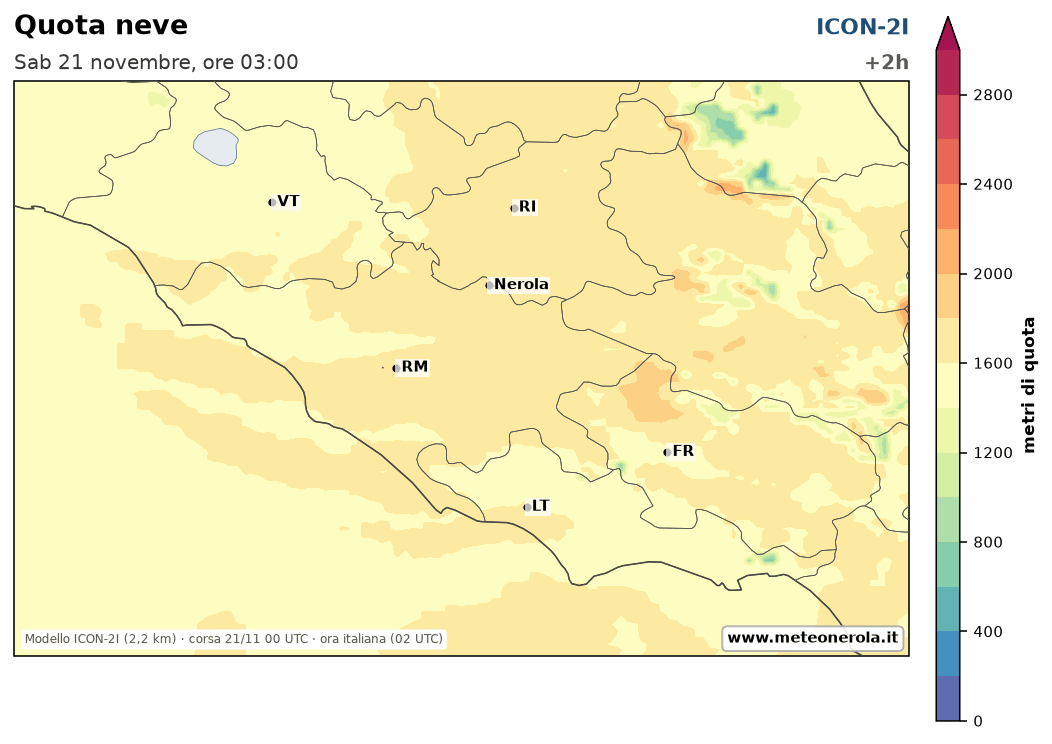 Quota neve
ICON-2I
Sab 21 novembre, ore 03:00
+2h
VT
RI
Nerola
RM
FR
LT
Modello ICON-2I (2,2 km) · corsa 21/11 00 UTC · ora italiana (02 UTC)
www.meteonerola.it
2800
2400
2000
1600
1200
800
400
0
metri di quota